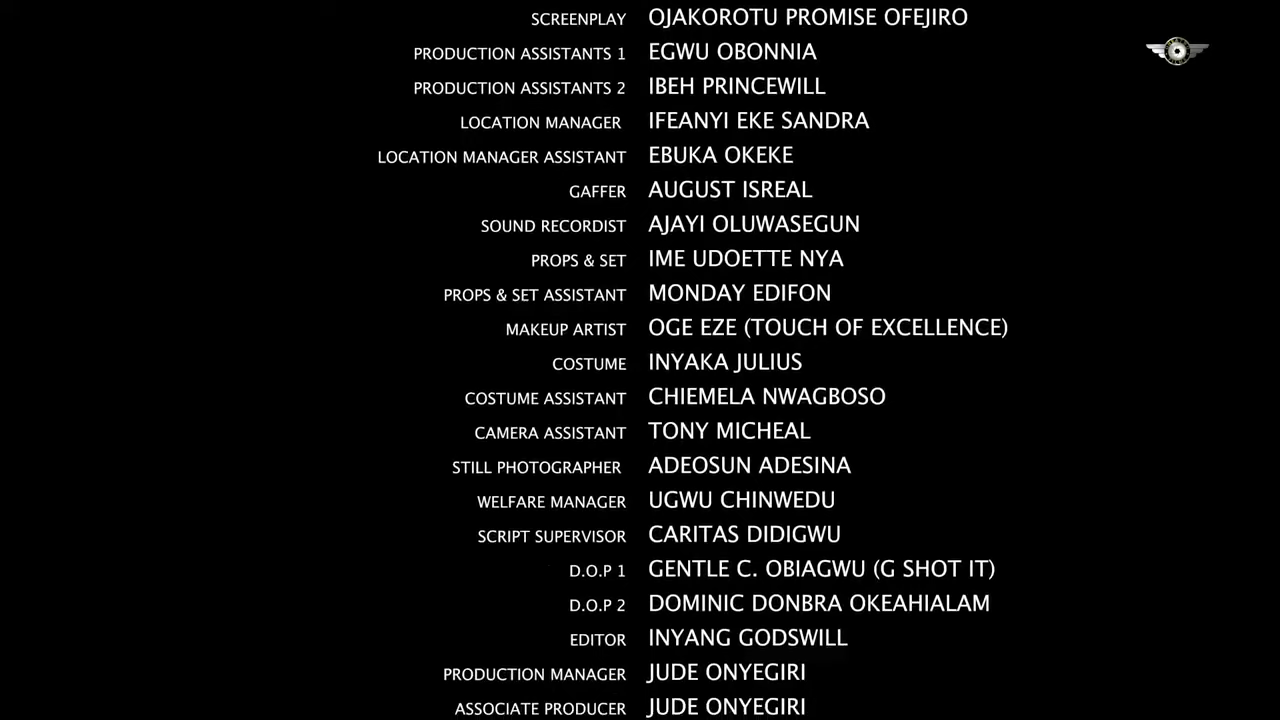 SCREENPLAY OJAKOROTU PROMISE OFEJIRO
PRODUCTION ASSISTANTS 1 EGWU OBONNIA
PRODUCTION ASSISTANTS 2 IBEH PRINCEWILL
LOCATION MANAGER IFEANYI EKE SANDRA
LOCATION MANAGER ASSISTANT EBUKA OKEKE
GAFFER AUGUST ISREAL
SOUND RECORDIST AJAYI OLUWASEGUN
PROPS & SET IME UDOETTE NYA
PROPS & SET ASSISTANT MONDAY EDIFON
MAKEUP ARTIST OGE EZE (TOUCH OF EXCELLENCE)
COSTUME INYAKA JULIUS
COSTUME ASSISTANT CHIEMELA NWAGBOSO
CAMERA ASSISTANT TONY MICHEAL
STILL PHOTOGRAPHER ADEOSUN ADESINA
WELFARE MANAGER UGWU CHINWEDU
SCRIPT SUPERVISOR CARITAS DIDIGWU
D.O.P 1 GENTLE C. OBIAGWU (G SHOT IT)
D.O.P 2 DOMINIC DONBRA OKEAHIALAM
EDITOR INYANG GODSWILL
PRODUCTION MANAGER JUDE ONYEGIRI
ASSOCIATE PRODUCER JUDE ONYEGIRI